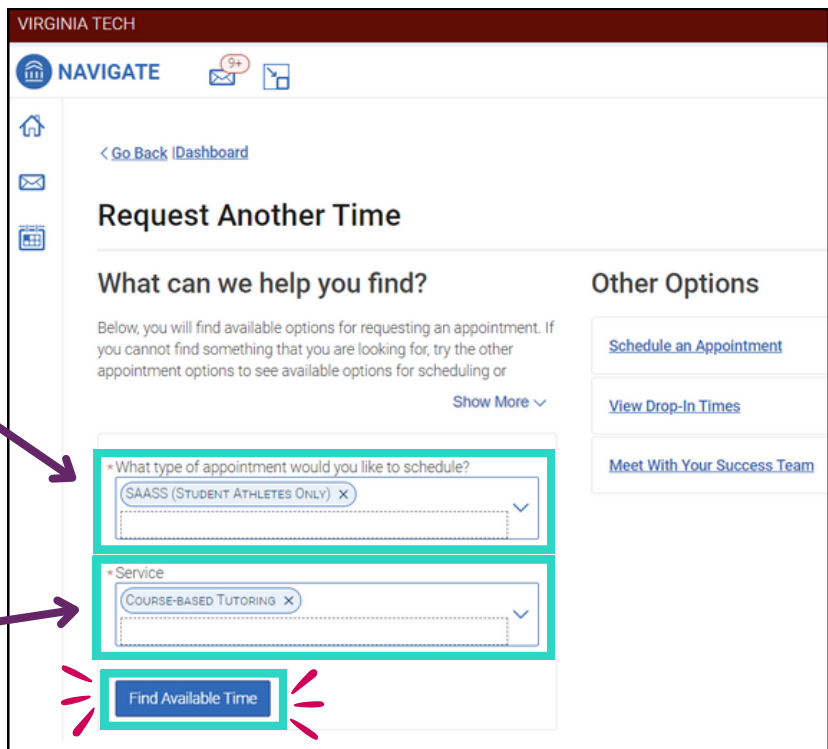 VIRGINIA TECH
NAVIGATE
9+
< Go Back | Dashboard
Request Another Time
What can we help you find?
Below, you will find available options for requesting an appointment. If
you cannot find something that you are looking for, try the other
appointment options to see available options for scheduling or
Show More
* What type of appointment would you like to schedule?
SAASS (STUDENT ATHLETES ONLY) ×
* Service
COURSE-BASED TUTORING ×
Find Available Time
Other Options
Schedule an Appointment
View Drop-In Times
Meet With Your Success Team